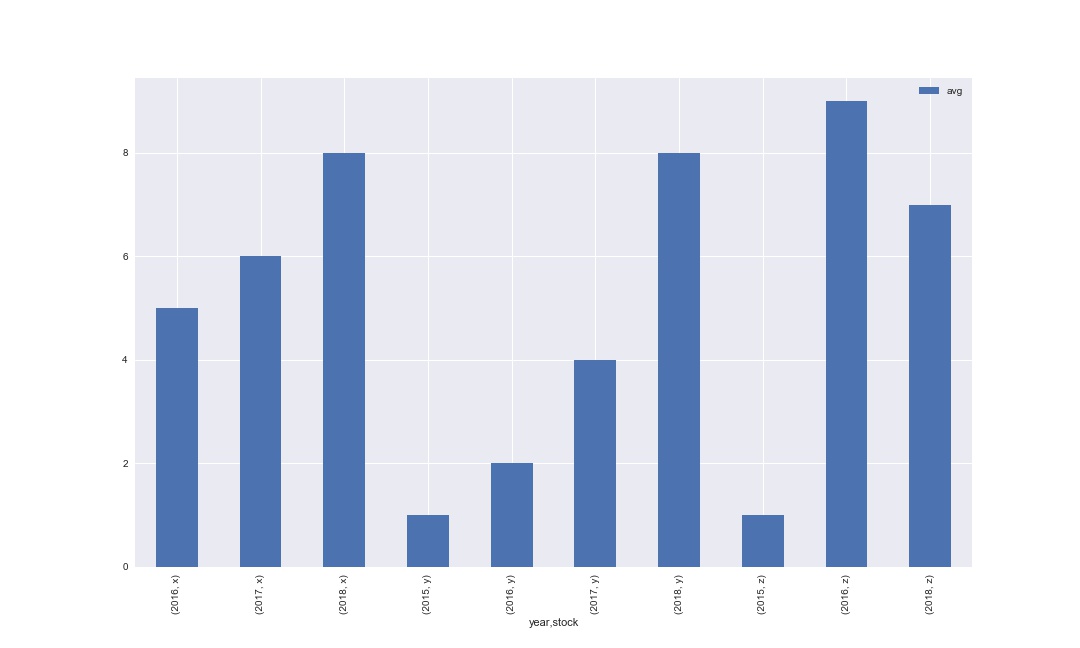 avg
8
6
4
2
0
(2016, x)
(2017, x)
(2018, x)
(2015, y)
(2016, y)
(2017, y)
(2018, y)
(2015, z)
(2016, z)
(2018, z)
year,stock